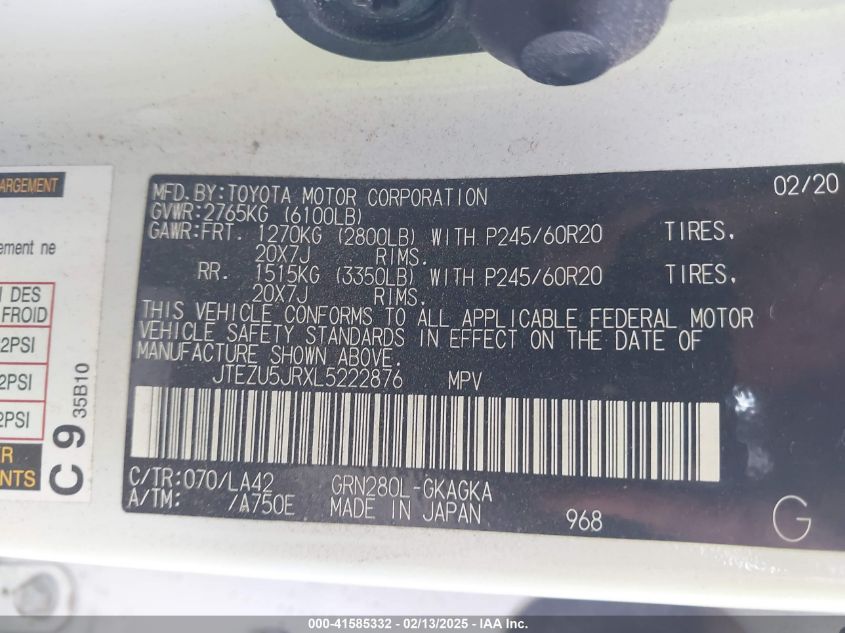 ARGEMENT
ement ne
I DES
FROID
2PSI
2PSI
2PSI
R
NTS
C 9 35B10
MFD.BY:TOYOTA MOTOR CORPORATION 02/20
GVWR:2765KG (6100LB)
GAWR:FRT. 1270KG (2800LB) WITH P245/60R20 TIRES,
20X7J RIMS.
RR. 1515KG (3350LB) WITH P245/60R20 TIRES,
20X7J RIMS.
THIS VEHICLE CONFORMS TO ALL APPLICABLE FEDERAL MOTOR
VEHICLE SAFETY STANDARDS IN EFFECT ON THE DATE OF
MANUFACTURE SHOWN ABOVE.
JTEZU5JRXL5222876 MPV
C/TR:070/LA42 GRN280L-GKAGKA
A/TM: /A750E MADE IN JAPAN 968 G
000-41585332 - 02/13/2025 - IAA Inc.